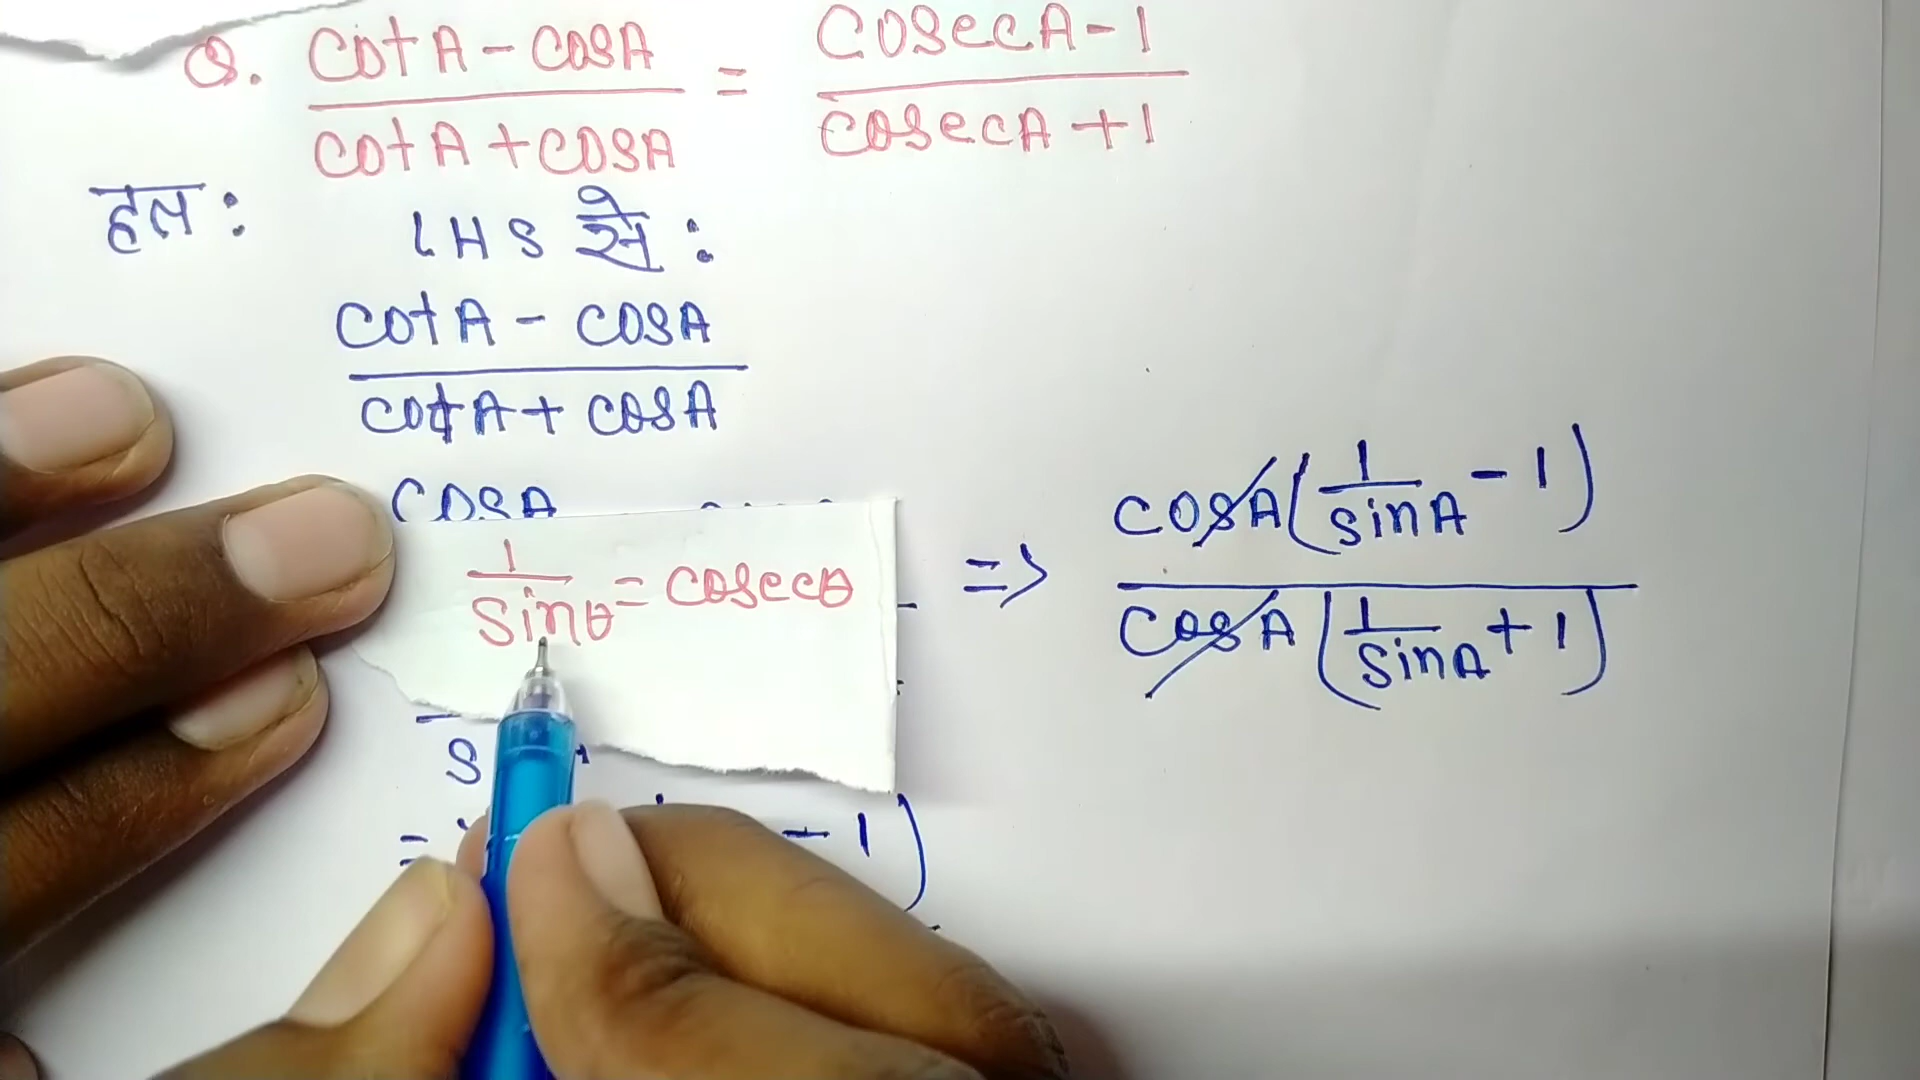 Q. cotA - cosA / cotA + cosA = cosecA - 1 / cosecA + 1
हल :
LHS से :
cotA - cosA
cotA + cosA
cosA
1/sinθ = cosecθ
s
= - 1)
=> cosA(1/sinA - 1)
cosA(1/sinA + 1)